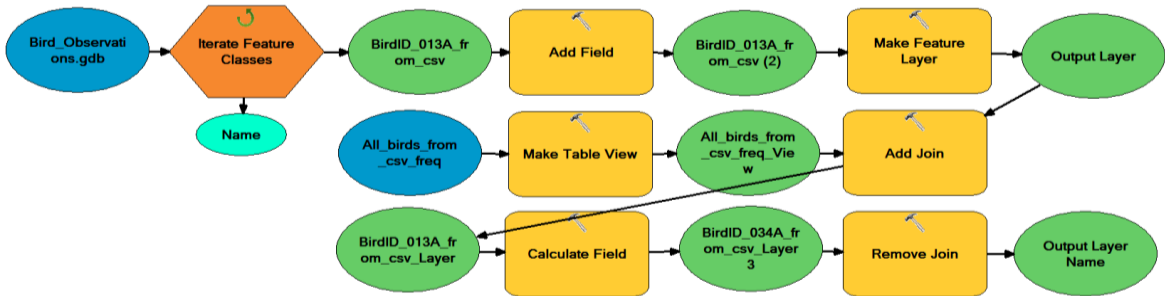 Bird_Observati
ons.gdb
Iterate Feature
Classes
BirdID_013A_fr
om_csv
Add Field
BirdID_013A_fr
om_csv (2)
Make Feature
Layer
Output Layer
Name
All_birds_from
_csv_freq
Make Table View
All_birds_from
_csv_freq_Vie
w
Add Join
BirdID_013A_fr
om_csv_Layer
Calculate Field
BirdID_034A_fr
om_csv_Layer
3
Remove Join
Output Layer
Name